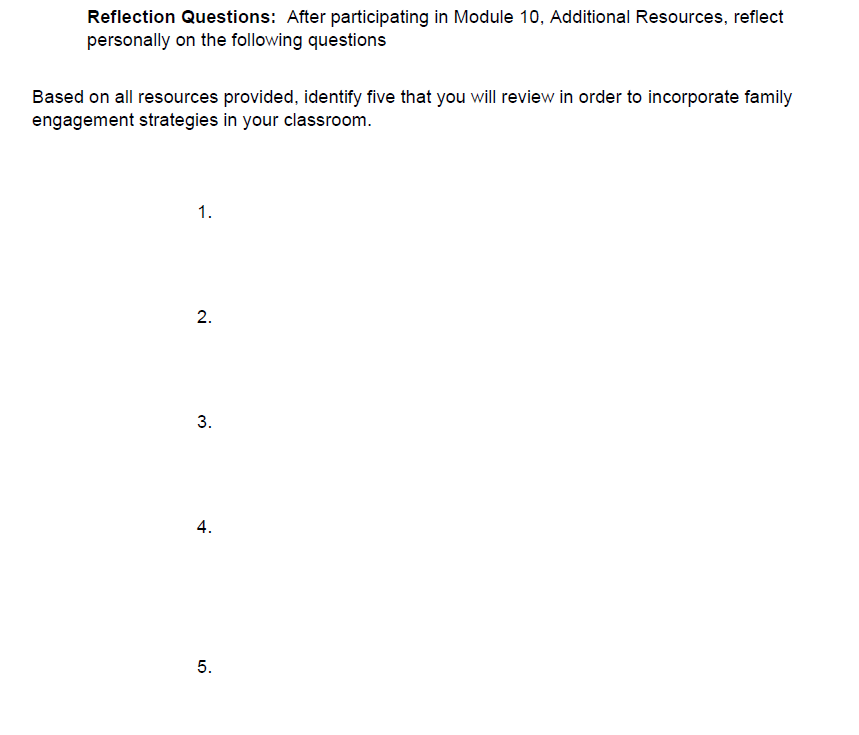 Reflection Questions: After participating in Module 10, Additional Resources, reflect
personally on the following questions
Based on all resources provided, identify five that you will review in order to incorporate family
engagement strategies in your classroom.
1.
2.
3.
4.
5.